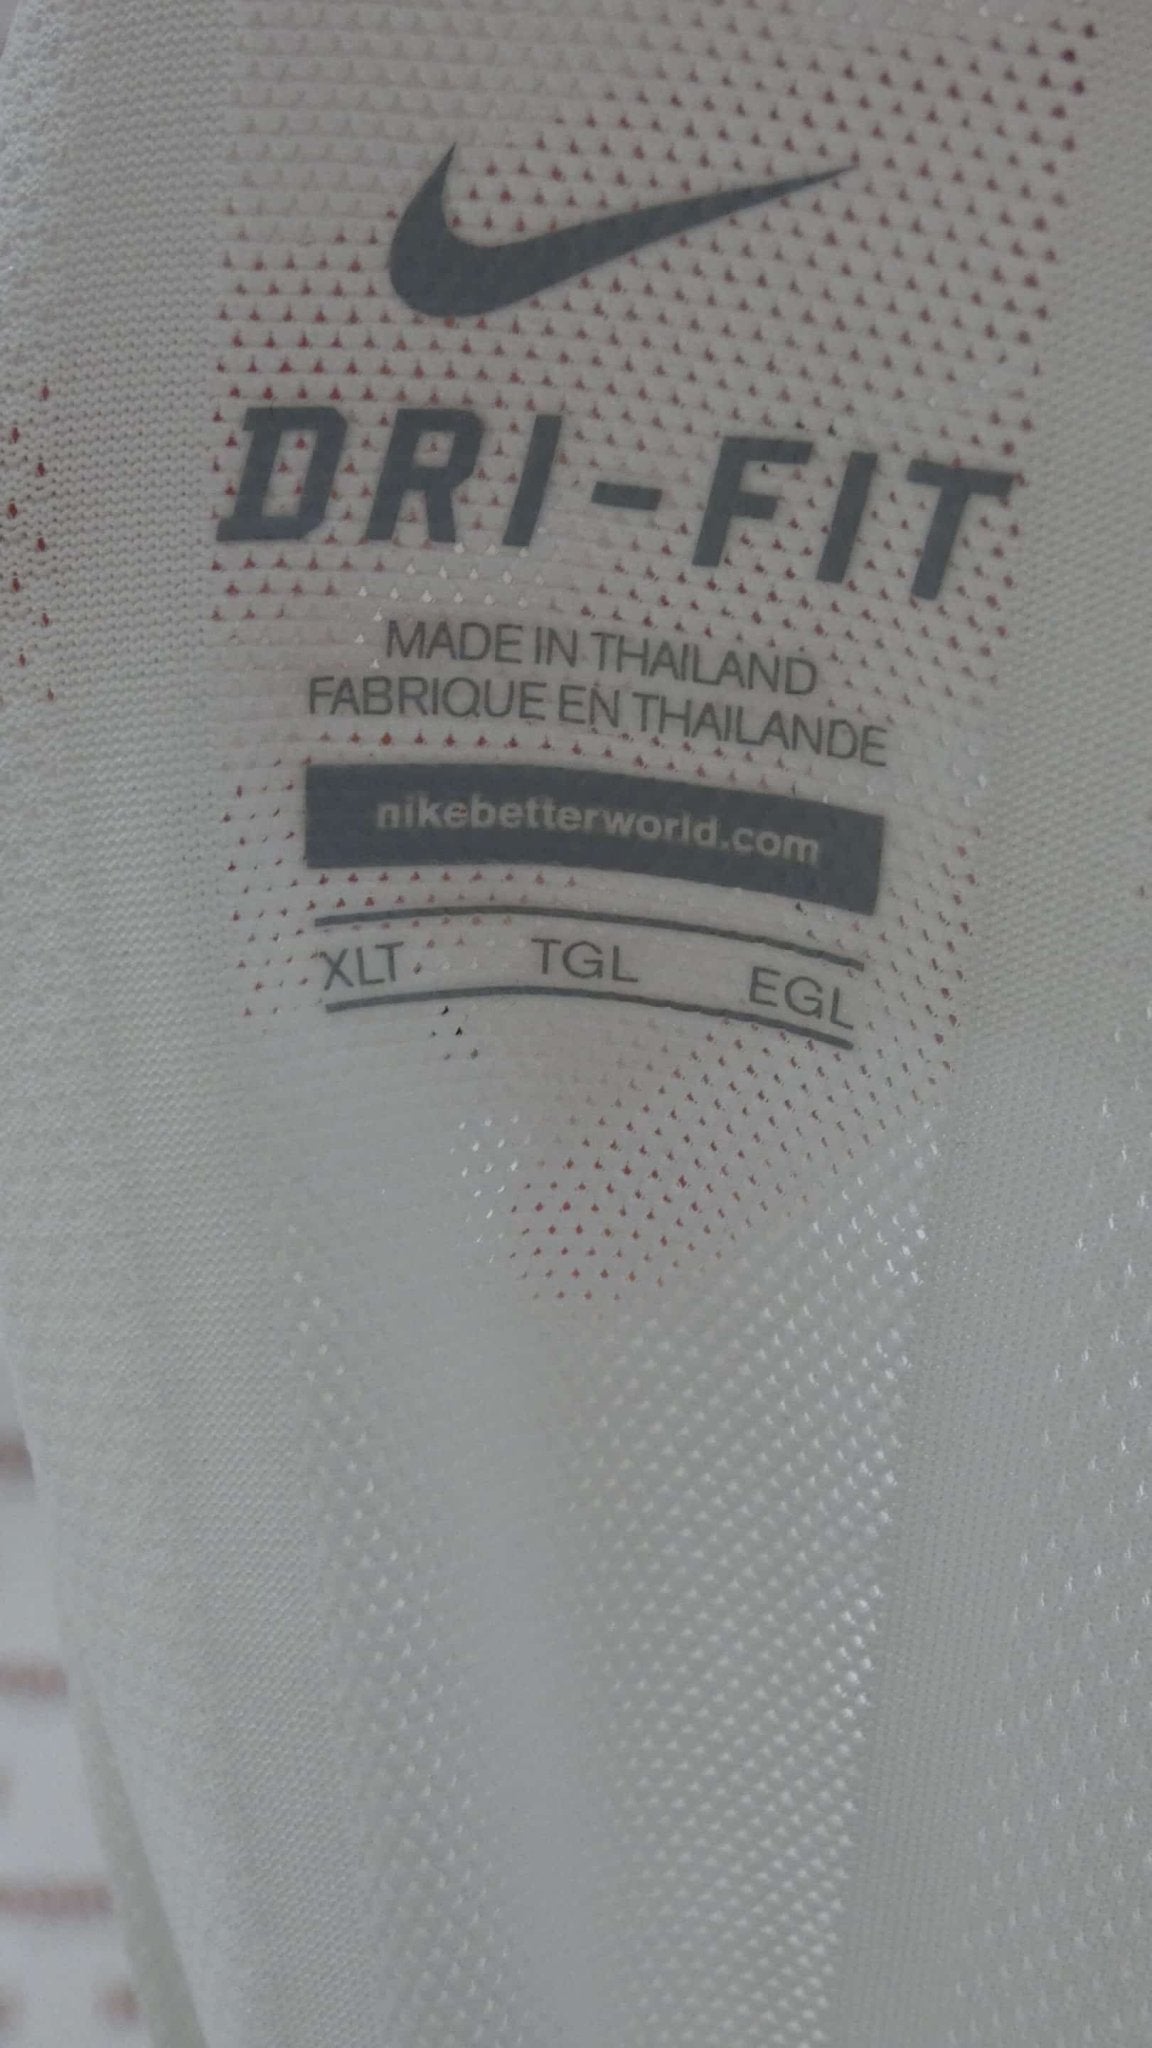 DRI-FIT
MADE IN THAILAND
FABRIQUE EN THAILANDE
nikebetterworld.com
XLT TGL EGL